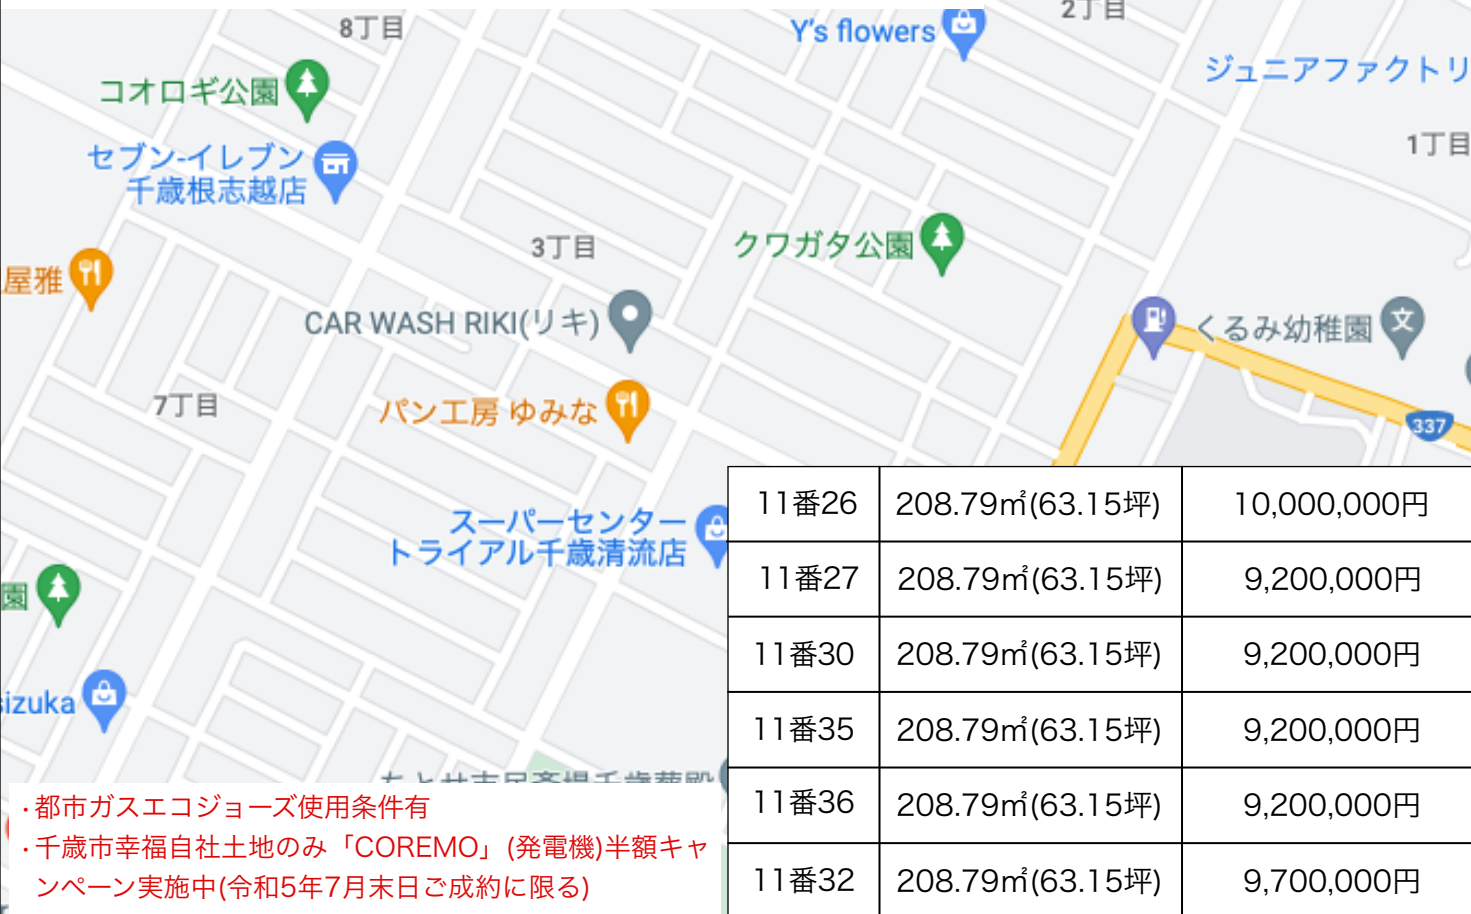 8丁目
2丁目
Y's flowers
ジュニアファクトリ
コオロギ公園
1丁目
セブン-イレブン
千歳根志越店
3丁目
クワガタ公園
屋雅
CAR WASH RIKI(リキ)
くるみ幼稚園
文
7丁目
パン工房 ゆみな
337
スーパーセンター
トライアル千歳清流店
園
sizuka
11番26 208.79㎡(63.15坪) 10,000,000円
11番27 208.79㎡(63.15坪) 9,200,000円
11番30 208.79㎡(63.15坪) 9,200,000円
11番35 208.79㎡(63.15坪) 9,200,000円
11番36 208.79㎡(63.15坪) 9,200,000円
11番32 208.79㎡(63.15坪) 9,700,000円
・都市ガスエコジョーズ使用条件有
・千歳市幸福自社土地のみ「COREMO」(発電機)半額キャ
ンペーン実施中(令和5年7月末日ご成約に限る)